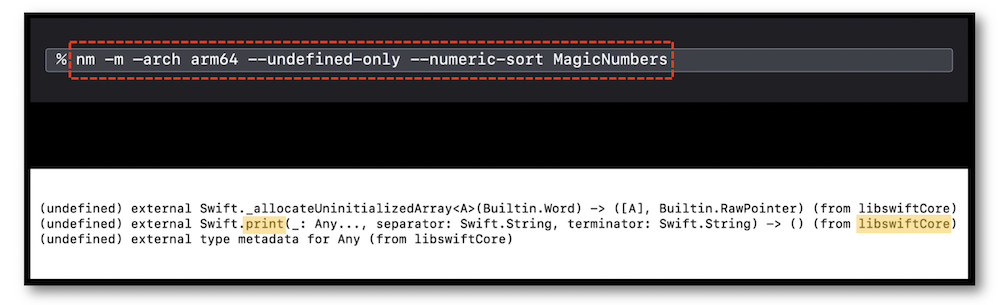 % nm -m -arch arm64 --undefined-only --numeric-sort MagicNumbers
(undefined) external Swift._allocateUninitializedArray<A>(Builtin.Word) -> ([A], Builtin.RawPointer) (from libswiftCore)
(undefined) external Swift.print(_: Any..., separator: Swift.String, terminator: Swift.String) -> () (from libswiftCore)
(undefined) external type metadata for Any (from libswiftCore)